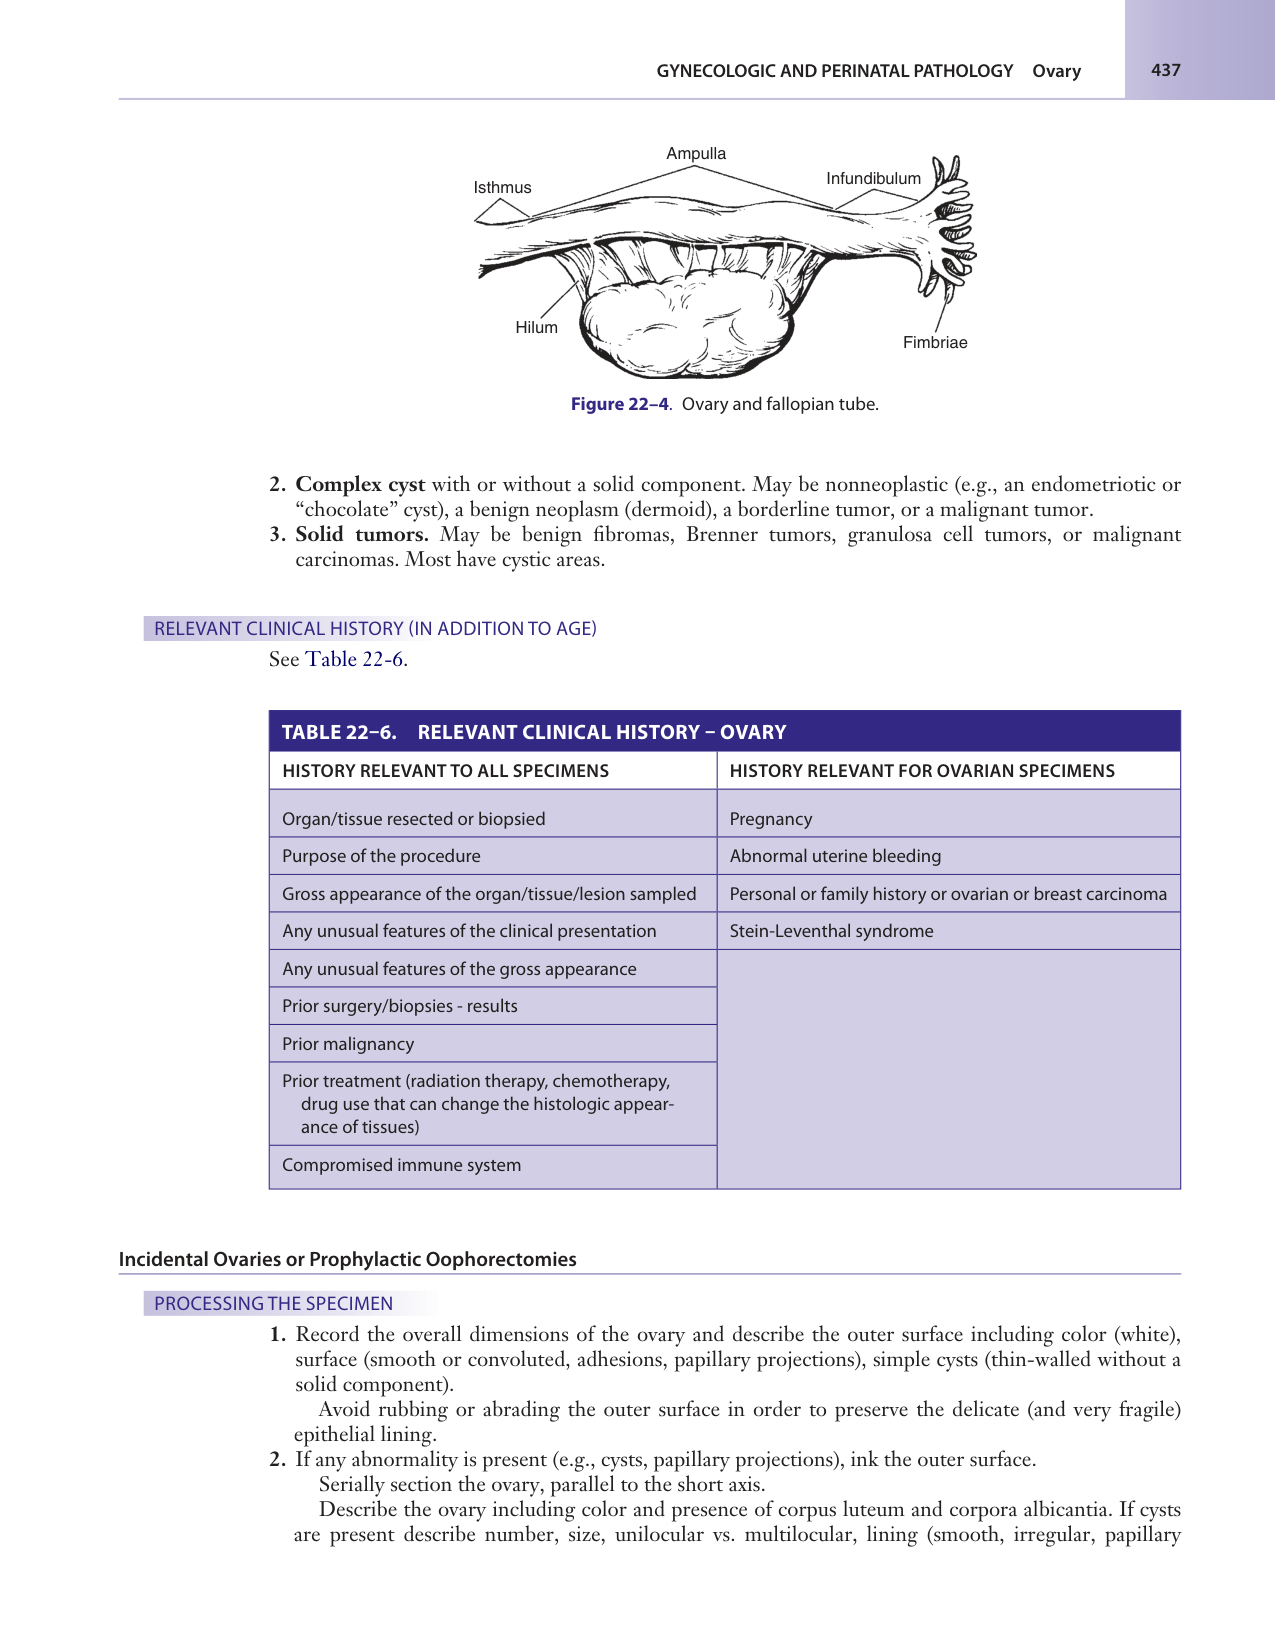 GYNECOLOGIC AND PERINATAL PATHOLOGY Ovary 437
Ampulla
Isthmus
Infundibulum
Hilum
Fimbriae
Figure 22–4. Ovary and fallopian tube.
2. Complex cyst with or without a solid component. May be nonneoplastic (e.g., an endometriotic or
“chocolate” cyst), a benign neoplasm (dermoid), a borderline tumor, or a malignant tumor.
3. Solid tumors. May be benign fibromas, Brenner tumors, granulosa cell tumors, or malignant
carcinomas. Most have cystic areas.
RELEVANT CLINICAL HISTORY (IN ADDITION TO AGE)
See Table 22-6.
TABLE 22–6. RELEVANT CLINICAL HISTORY – OVARY
HISTORY RELEVANT TO ALL SPECIMENS HISTORY RELEVANT FOR OVARIAN SPECIMENS
Organ/tissue resected or biopsied Pregnancy
Purpose of the procedure Abnormal uterine bleeding
Gross appearance of the organ/tissue/lesion sampled Personal or family history or ovarian or breast carcinoma
Any unusual features of the clinical presentation Stein-Leventhal syndrome
Any unusual features of the gross appearance
Prior surgery/biopsies - results
Prior malignancy
Prior treatment (radiation therapy, chemotherapy,
drug use that can change the histologic appear-
ance of tissues)
Compromised immune system
Incidental Ovaries or Prophylactic Oophorectomies
PROCESSING THE SPECIMEN
1. Record the overall dimensions of the ovary and describe the outer surface including color (white),
surface (smooth or convoluted, adhesions, papillary projections), simple cysts (thin-walled without a
solid component).
Avoid rubbing or abrading the outer surface in order to preserve the delicate (and very fragile)
epithelial lining.
2. If any abnormality is present (e.g., cysts, papillary projections), ink the outer surface.
Serially section the ovary, parallel to the short axis.
Describe the ovary including color and presence of corpus luteum and corpora albicantia. If cysts
are present describe number, size, unilocular vs. multilocular, lining (smooth, irregular, papillary